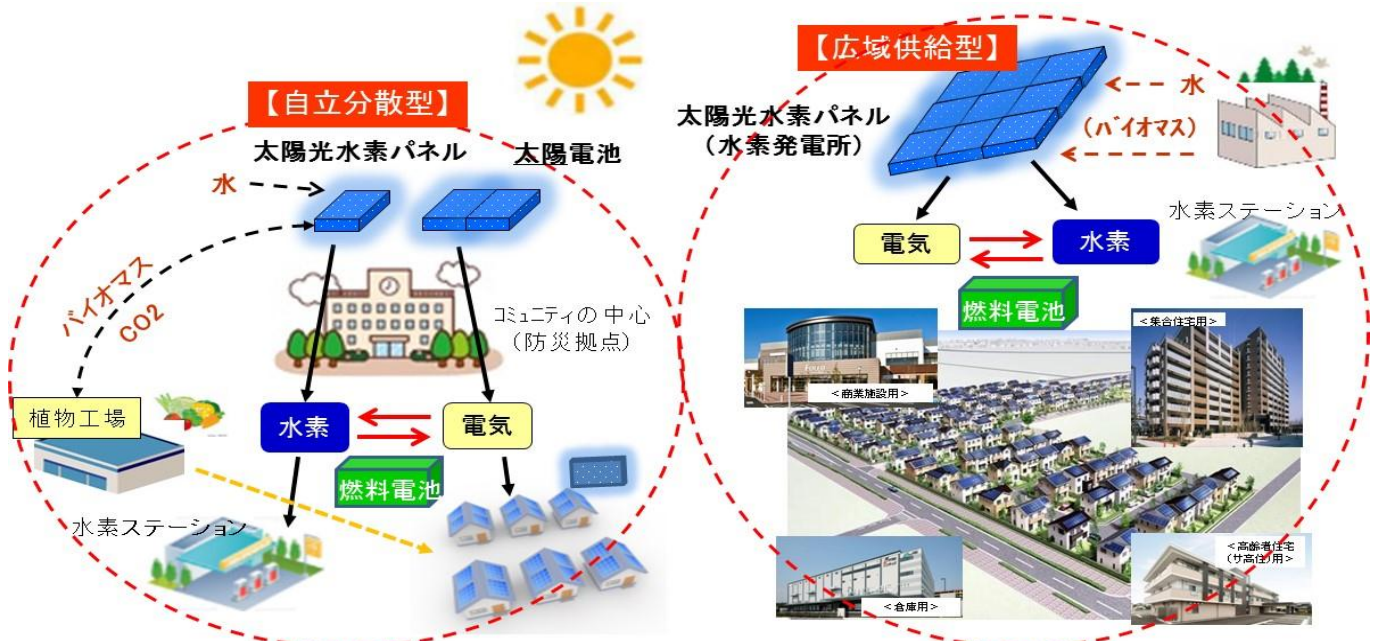 【自立分散型】
太陽光水素パネル
太陽電池
水
バイオマス
CO2
コミュニティの中心
(防災拠点)
植物工場
水素
電気
燃料電池
水素ステーション
【広域供給型】
太陽光水素パネル
(水素発電所)
水
(バイオマス)
水素ステーション
電気
水素
燃料電池
<商業施設用>
<集合住宅用>
<倉庫用>
<高齢者住宅
(サ高住)用>